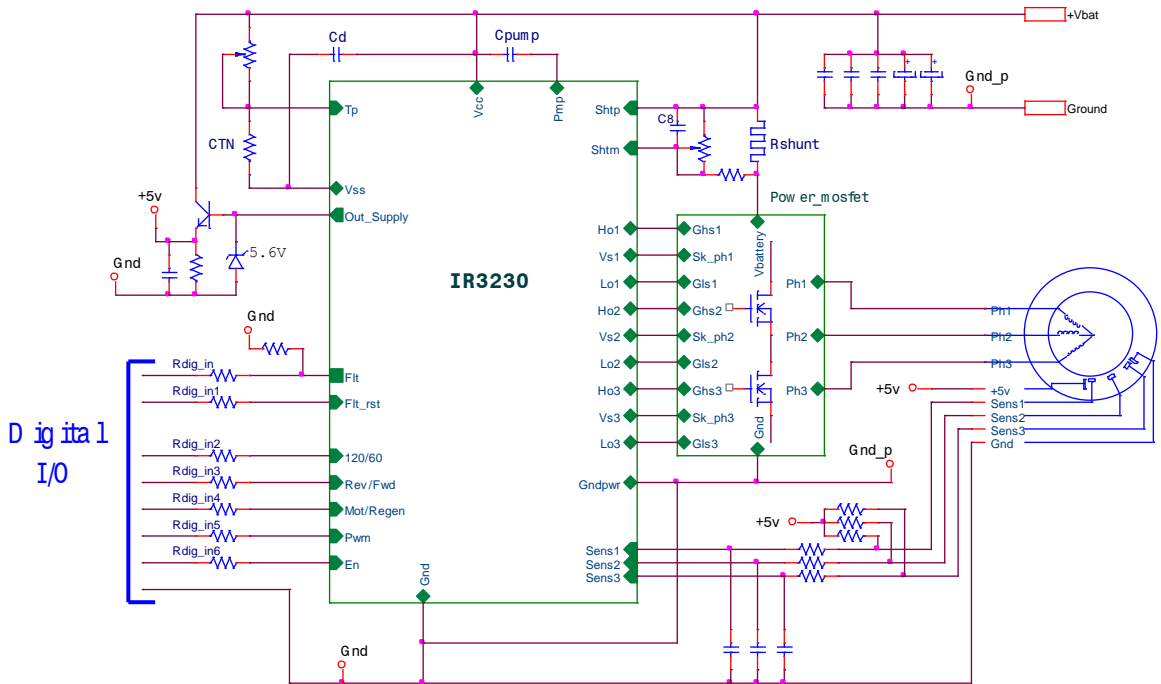 +Vbat
Cd
Cpump
Gnd_p
Ground
Vcc
Pmp
Tp
Shtp
C8
CTN
Shtm
Rshunt
Vss
+5v
Power_mosfet
Out_Supply
Gnd
5.6V
IR3230
Ho1
Ghs1
Vbattery
Vs1
Sk_ph1
Lo1
Gls1
Ph1
Ho2
Ghs2
Ph1
Vs2
Sk_ph2
Ph2
Ph2
Lo2
Gls2
Ph3
Ho3
Ghs3
Ph3
+5v
+5v
Vs3
Sk_ph3
Gnd
Sens1
Sens2
Sens3
Gnd
Lo3
Gls3
Gnd
Rdig_in
Flt
Rdig_in1
Flt_rst
Digital
I/O
Rdig_in2
120/60
Rdig_in3
Rev/Fwd
Rdig_in4
Mot/Regen
Rdig_in5
Pwm
Rdig_in6
En
Gndpwr
Gnd_p
+5v
Sens1
Sens2
Sens3
Gnd
Gnd